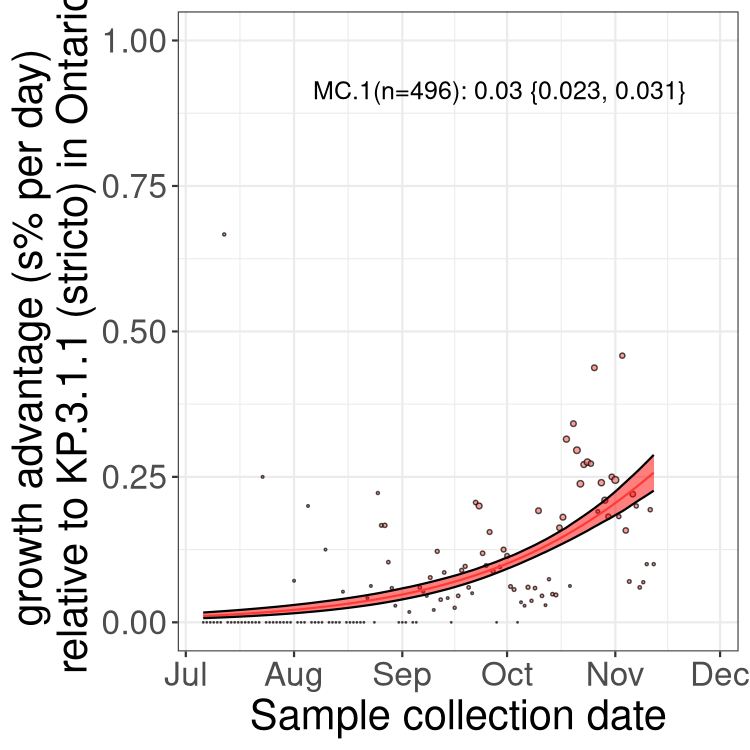 growth advantage (s% per day)
relative to KP.3.1.1 (stricto) in Ontario
1.00
0.75
0.50
0.25
0.00
MC.1(n=496): 0.03 {0.023, 0.031}
Jul Aug Sep Oct Nov Dec
Sample collection date